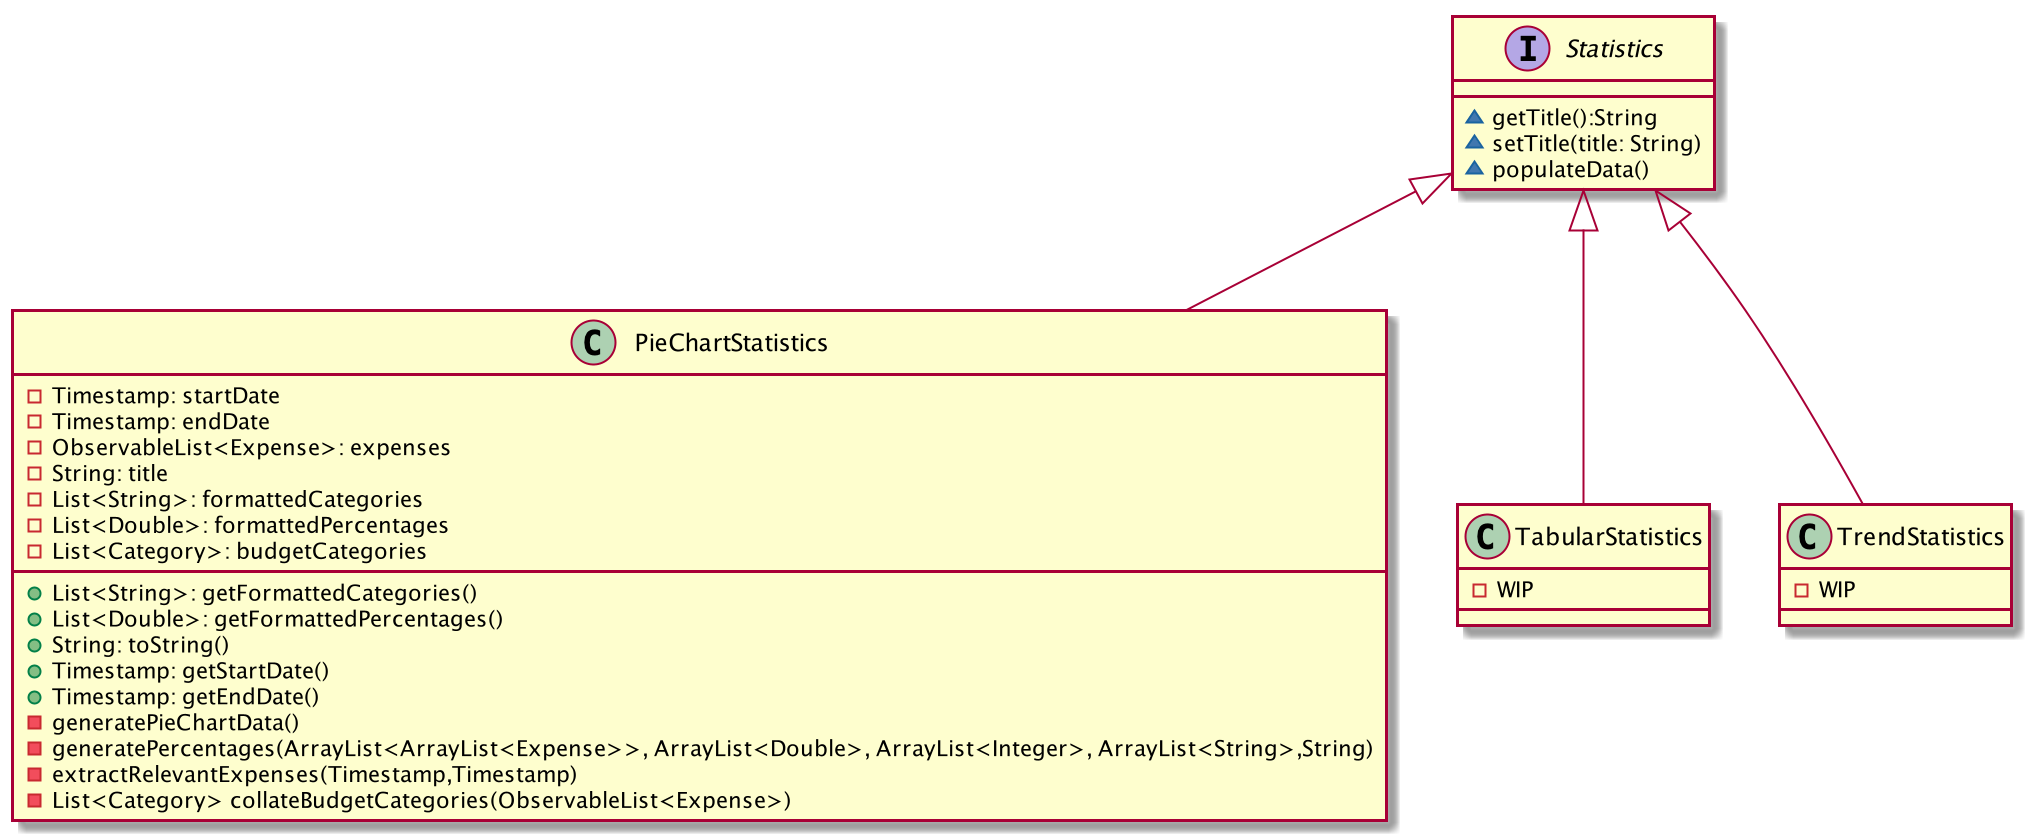 I Statistics
getTitle():String
setTitle(title: String)
populateData()
C PieChartStatistics
Timestamp: startDate
Timestamp: endDate
ObservableList<Expense>: expenses
String: title
List<String>: formattedCategories
List<Double>: formattedPercentages
List<Category>: budgetCategories
List<String>: getFormattedCategories()
List<Double>: getFormattedPercentages()
String: toString()
Timestamp: getStartDate()
Timestamp: getEndDate()
generatePieChartData()
generatePercentages(ArrayList<ArrayList<Expense>>, ArrayList<Double>, ArrayList<Integer>, ArrayList<String>,String)
extractRelevantExpenses(Timestamp,Timestamp)
List<Category> collateBudgetCategories(ObservableList<Expense>)
C TabularStatistics
WIP
C TrendStatistics
WIP